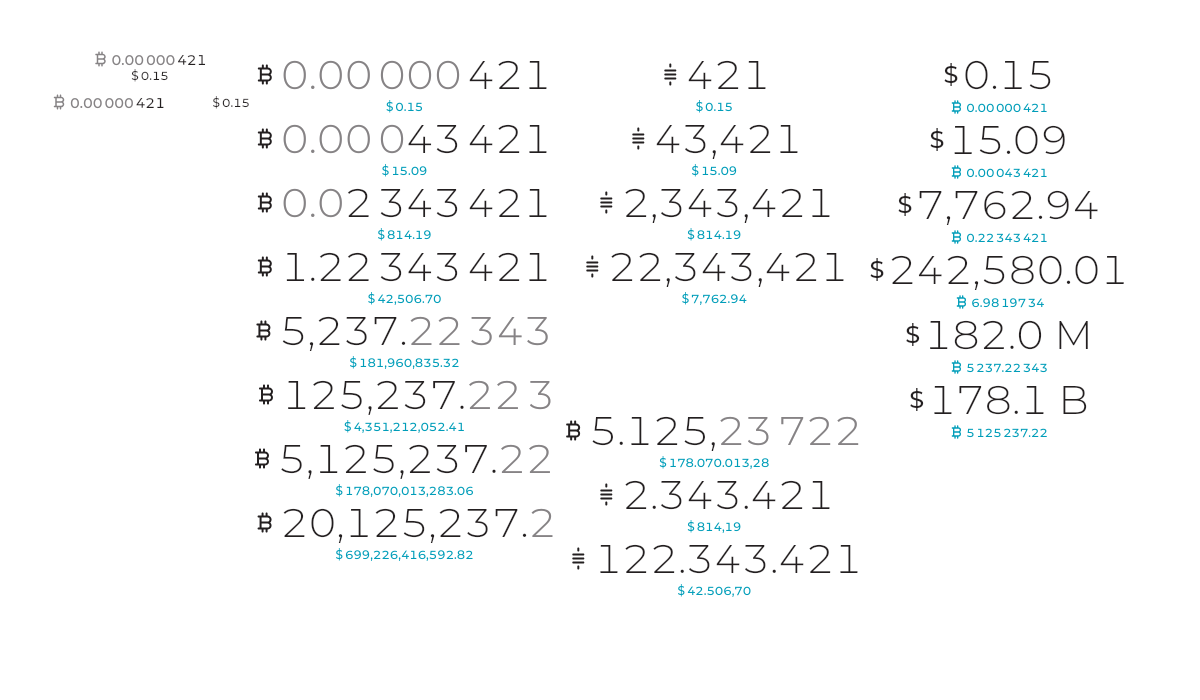 ₿ 0.00 000 421
$ 0.15
₿ 0.00 000 421 $ 0.15
₿ 0.00 000 421
$ 0.15
₿ 0.00 043 421
$ 15.09
₿ 0.02 343 421
$ 814.19
₿ 1.22 343 421
$ 42,506.70
₿ 5,237.22 343
$ 181,960,835.32
₿ 125,237.22 3
$ 4,351,212,052.41
₿ 5,125,237.22
$ 178,070,013,283.06
₿ 20,125,237.2
$ 699,226,416,592.82
421
$ 0.15
43,421
$ 15.09
2,343,421
$ 814.19
22,343,421
$ 7,762.94
₿ 5.125,23 722
$ 178.070.013,28
2.343.421
$ 814,19
122.343.421
$ 42.506,70
$ 0.15
₿ 0.00 000 421
$ 15.09
₿ 0.00 043 421
$ 7,762.94
₿ 0.22 343 421
$ 242,580.01
₿ 6.98 197 34
$ 182.0 M
₿ 5 237.22 343
$ 178.1 B
₿ 5 125 237.22